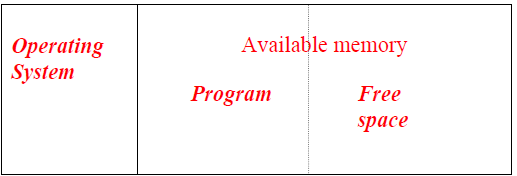 Operating
System
Available memory
Program
Free
space